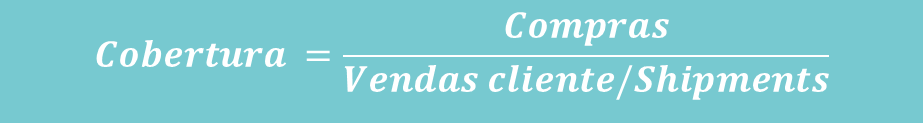 Compras
Cobertura =
Vendas cliente/Shipments